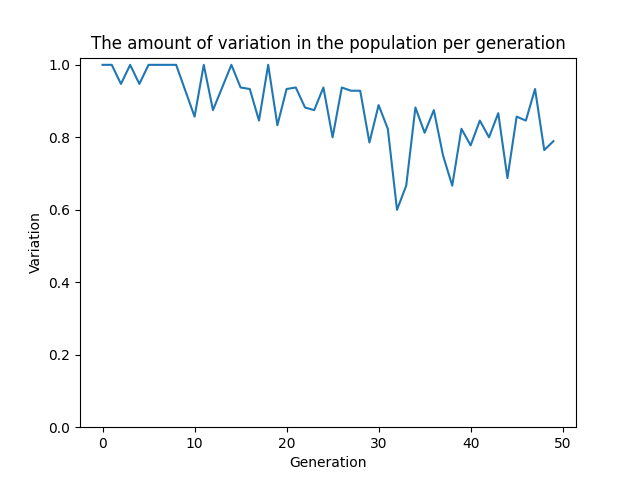 The amount of variation in the population per generation
1.0
0.8
0.6
0.4
0.2
0.0
Variation
0 10 20 30 40 50
Generation